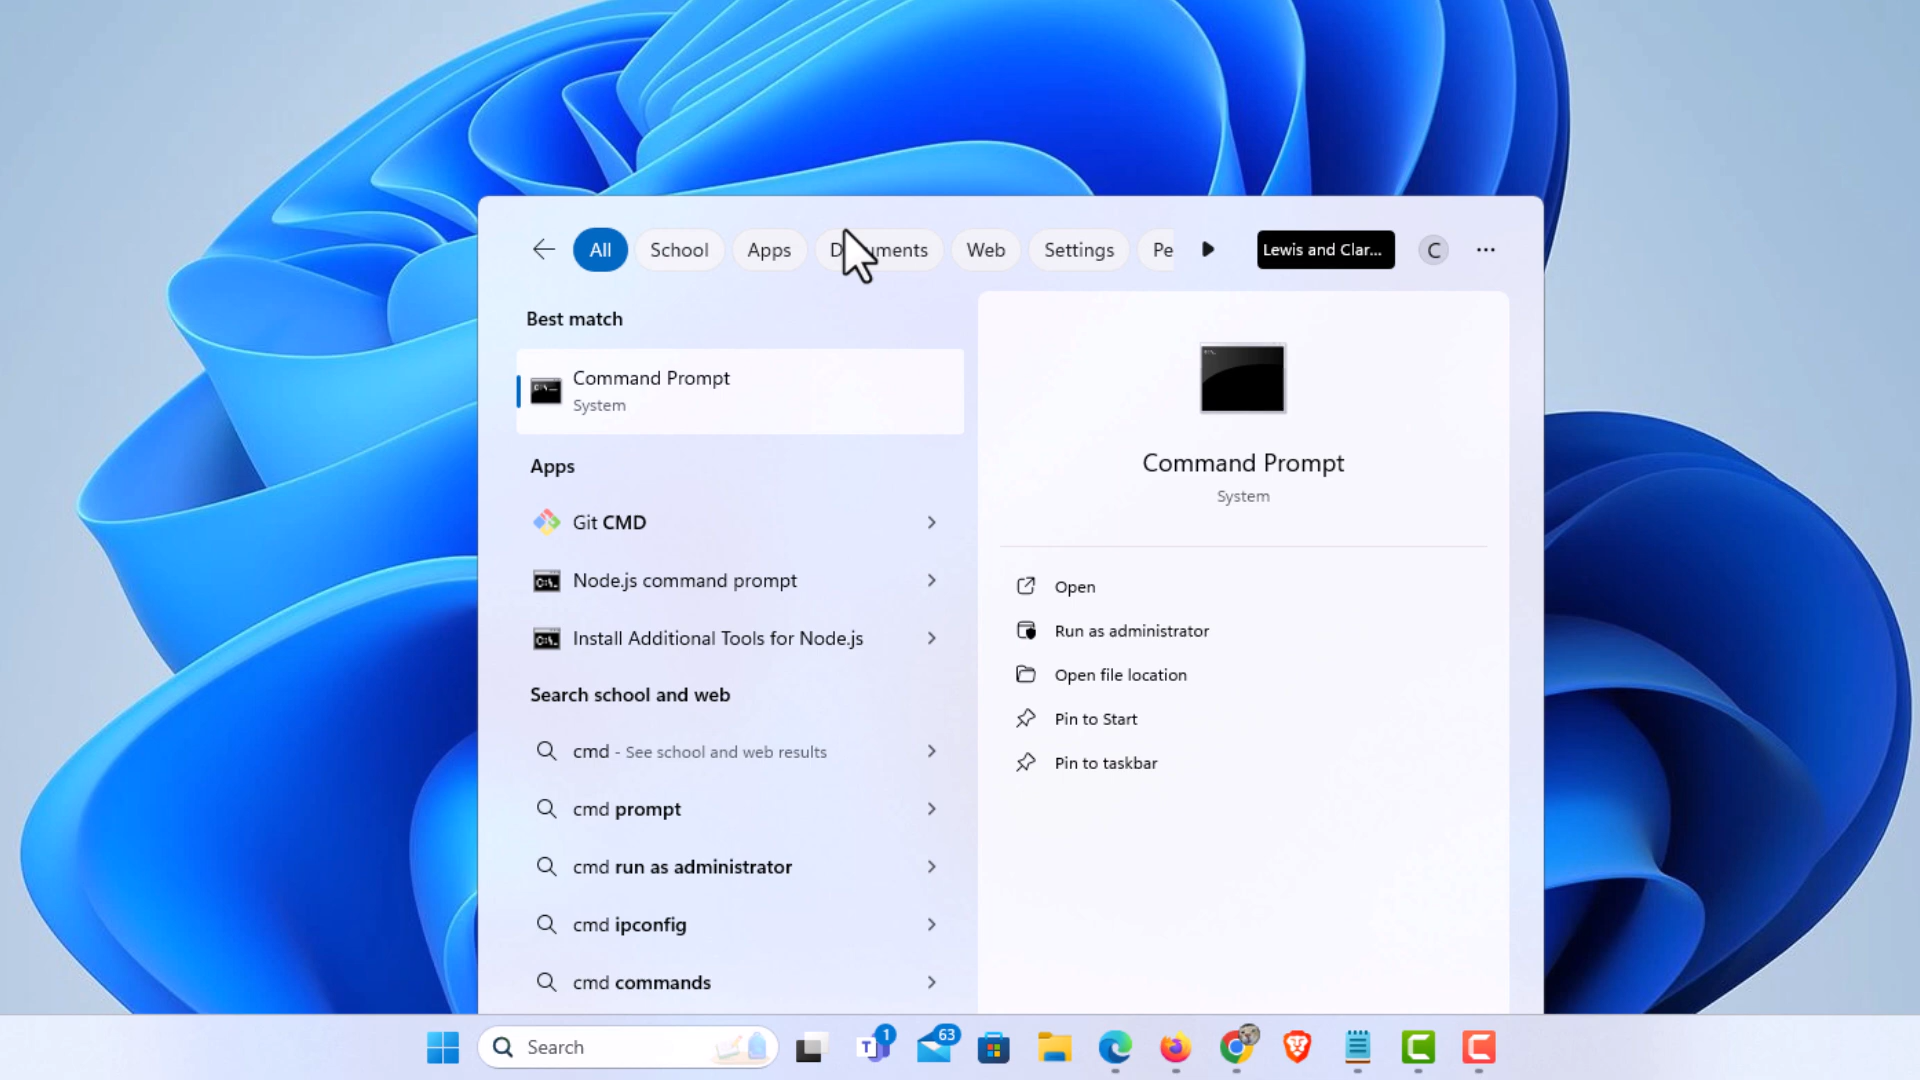 All School Apps Web Settings Pe Lewis and Clar... C ...
Best match
Command Prompt
System
Apps
Git CMD
Node.js command prompt
Install Additional Tools for Node.js
Search school and web
cmd - See school and web results
cmd prompt
cmd run as administrator
cmd ipconfig
cmd commands
Command Prompt
System
Open
Run as administrator
Open file location
Pin to Start
Pin to taskbar
Search
1
63